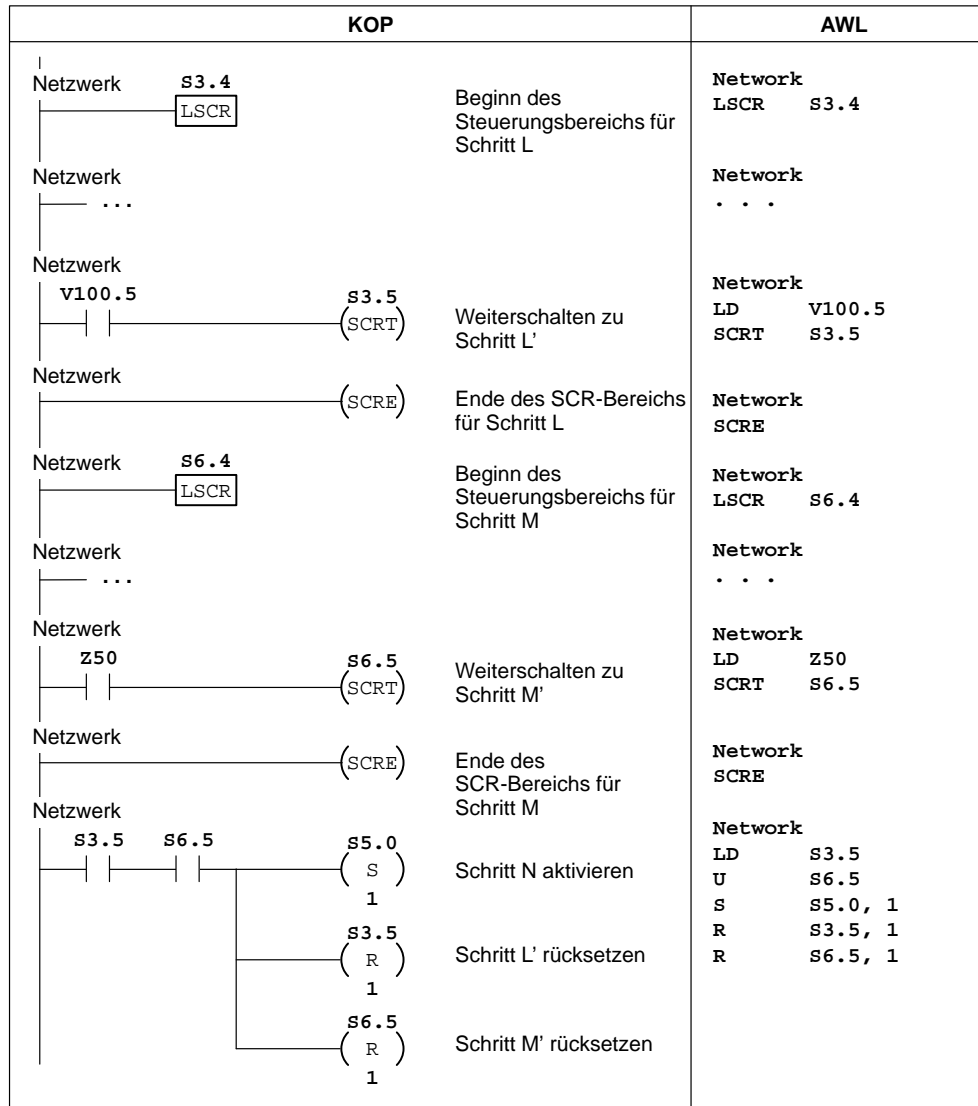 KOP
AWL
Netzwerk
S3.4
LSCR
Beginn des
Steuerungsbereichs für
Schritt L
Network
LSCR S3.4
Netzwerk
...
Network
. . .
Netzwerk
V100.5
S3.5
SCRT
Weiterschalten zu
Schritt L’
Network
LD V100.5
SCRT S3.5
Netzwerk
SCRE
Ende des SCR-Bereichs
für Schritt L
Network
SCRE
Netzwerk
S6.4
LSCR
Beginn des
Steuerungsbereichs für
Schritt M
Network
LSCR S6.4
Netzwerk
...
Network
. . .
Netzwerk
Z50
S6.5
SCRT
Weiterschalten zu
Schritt M’
Network
LD Z50
SCRT S6.5
Netzwerk
SCRE
Ende des
SCR-Bereichs für
Schritt M
Network
SCRE
Netzwerk
S3.5 S6.5
S5.0
S
1
Schritt N aktivieren
S3.5
R
1
Schritt L’ rücksetzen
S6.5
R
1
Schritt M’ rücksetzen
Network
LD S3.5
U S6.5
S S5.0, 1
R S3.5, 1
R S6.5, 1